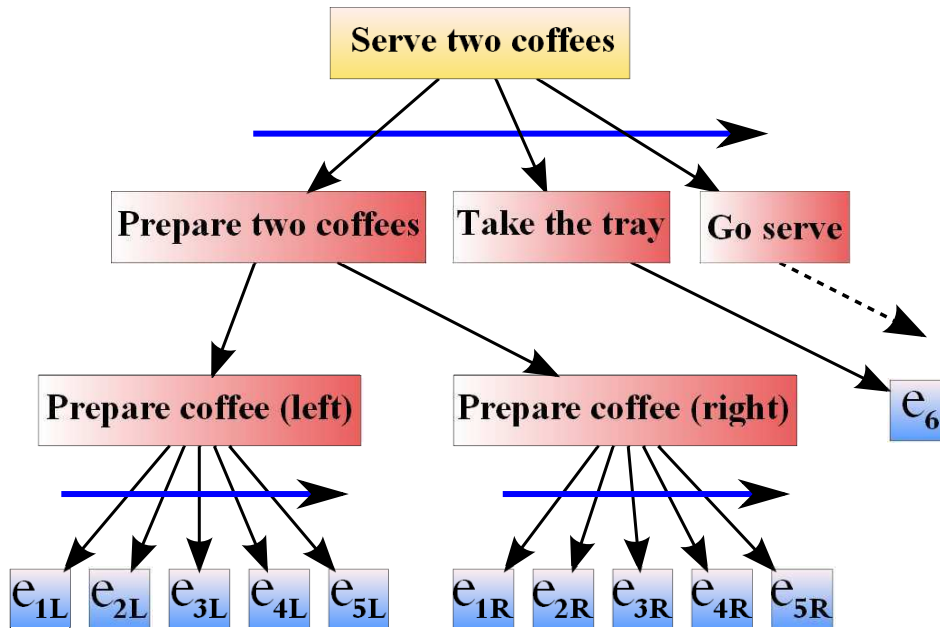 Serve two coffees
Prepare two coffees
Take the tray
Go serve
Prepare coffee (left)
Prepare coffee (right)
e6
e1L
e2L
e3L
e4L
e5L
e1R
e2R
e3R
e4R
e5R